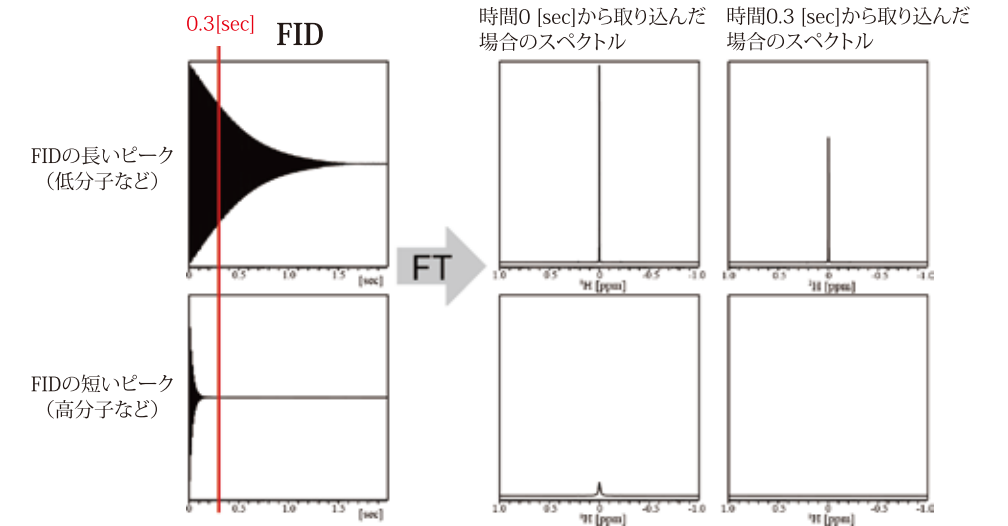 0.3[sec]
FID
時間0 [sec]から取り込んだ
場合のスペクトル
時間0.3 [sec]から取り込んだ
場合のスペクトル
FIDの長いピーク
（低分子など）
0 0.5 1.0 1.5
[sec]
FT
1.0 0.5 0 -0.5 -1.0
¹H [ppm]
1.0 0.5 0 -0.5 -1.0
¹H [ppm]
FIDの短いピーク
（高分子など）
0 0.5 1.0 1.5
[sec]
1.0 0.5 0 -0.5 -1.0
¹H [ppm]
1.0 0.5 0 -0.5 -1.0
¹H [ppm]